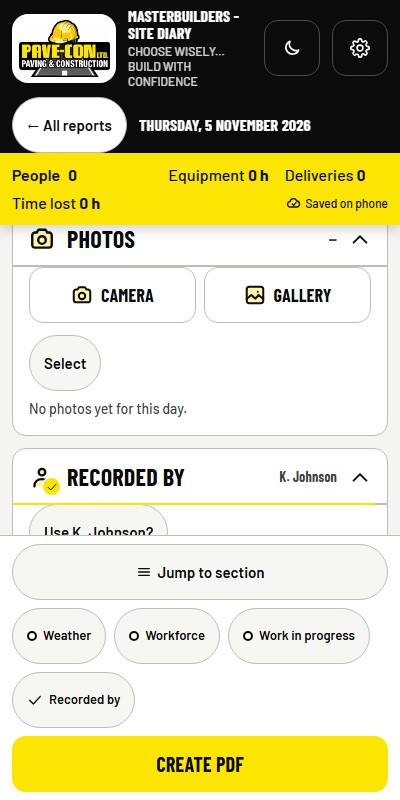 PAVE-CON LTD.
PAVING & CONSTRUCTION
MASTERBUILDERS -
SITE DIARY
CHOOSE WISELY...
BUILD WITH
CONFIDENCE
← All reports
THURSDAY, 5 NOVEMBER 2026
People 0
Equipment 0 h
Deliveries 0
Time lost 0 h
Saved on phone
PHOTOS
–
CAMERA
GALLERY
Select
No photos yet for this day.
RECORDED BY
K. Johnson
Use K. Johnson?
Jump to section
Weather
Workforce
Work in progress
Recorded by
CREATE PDF